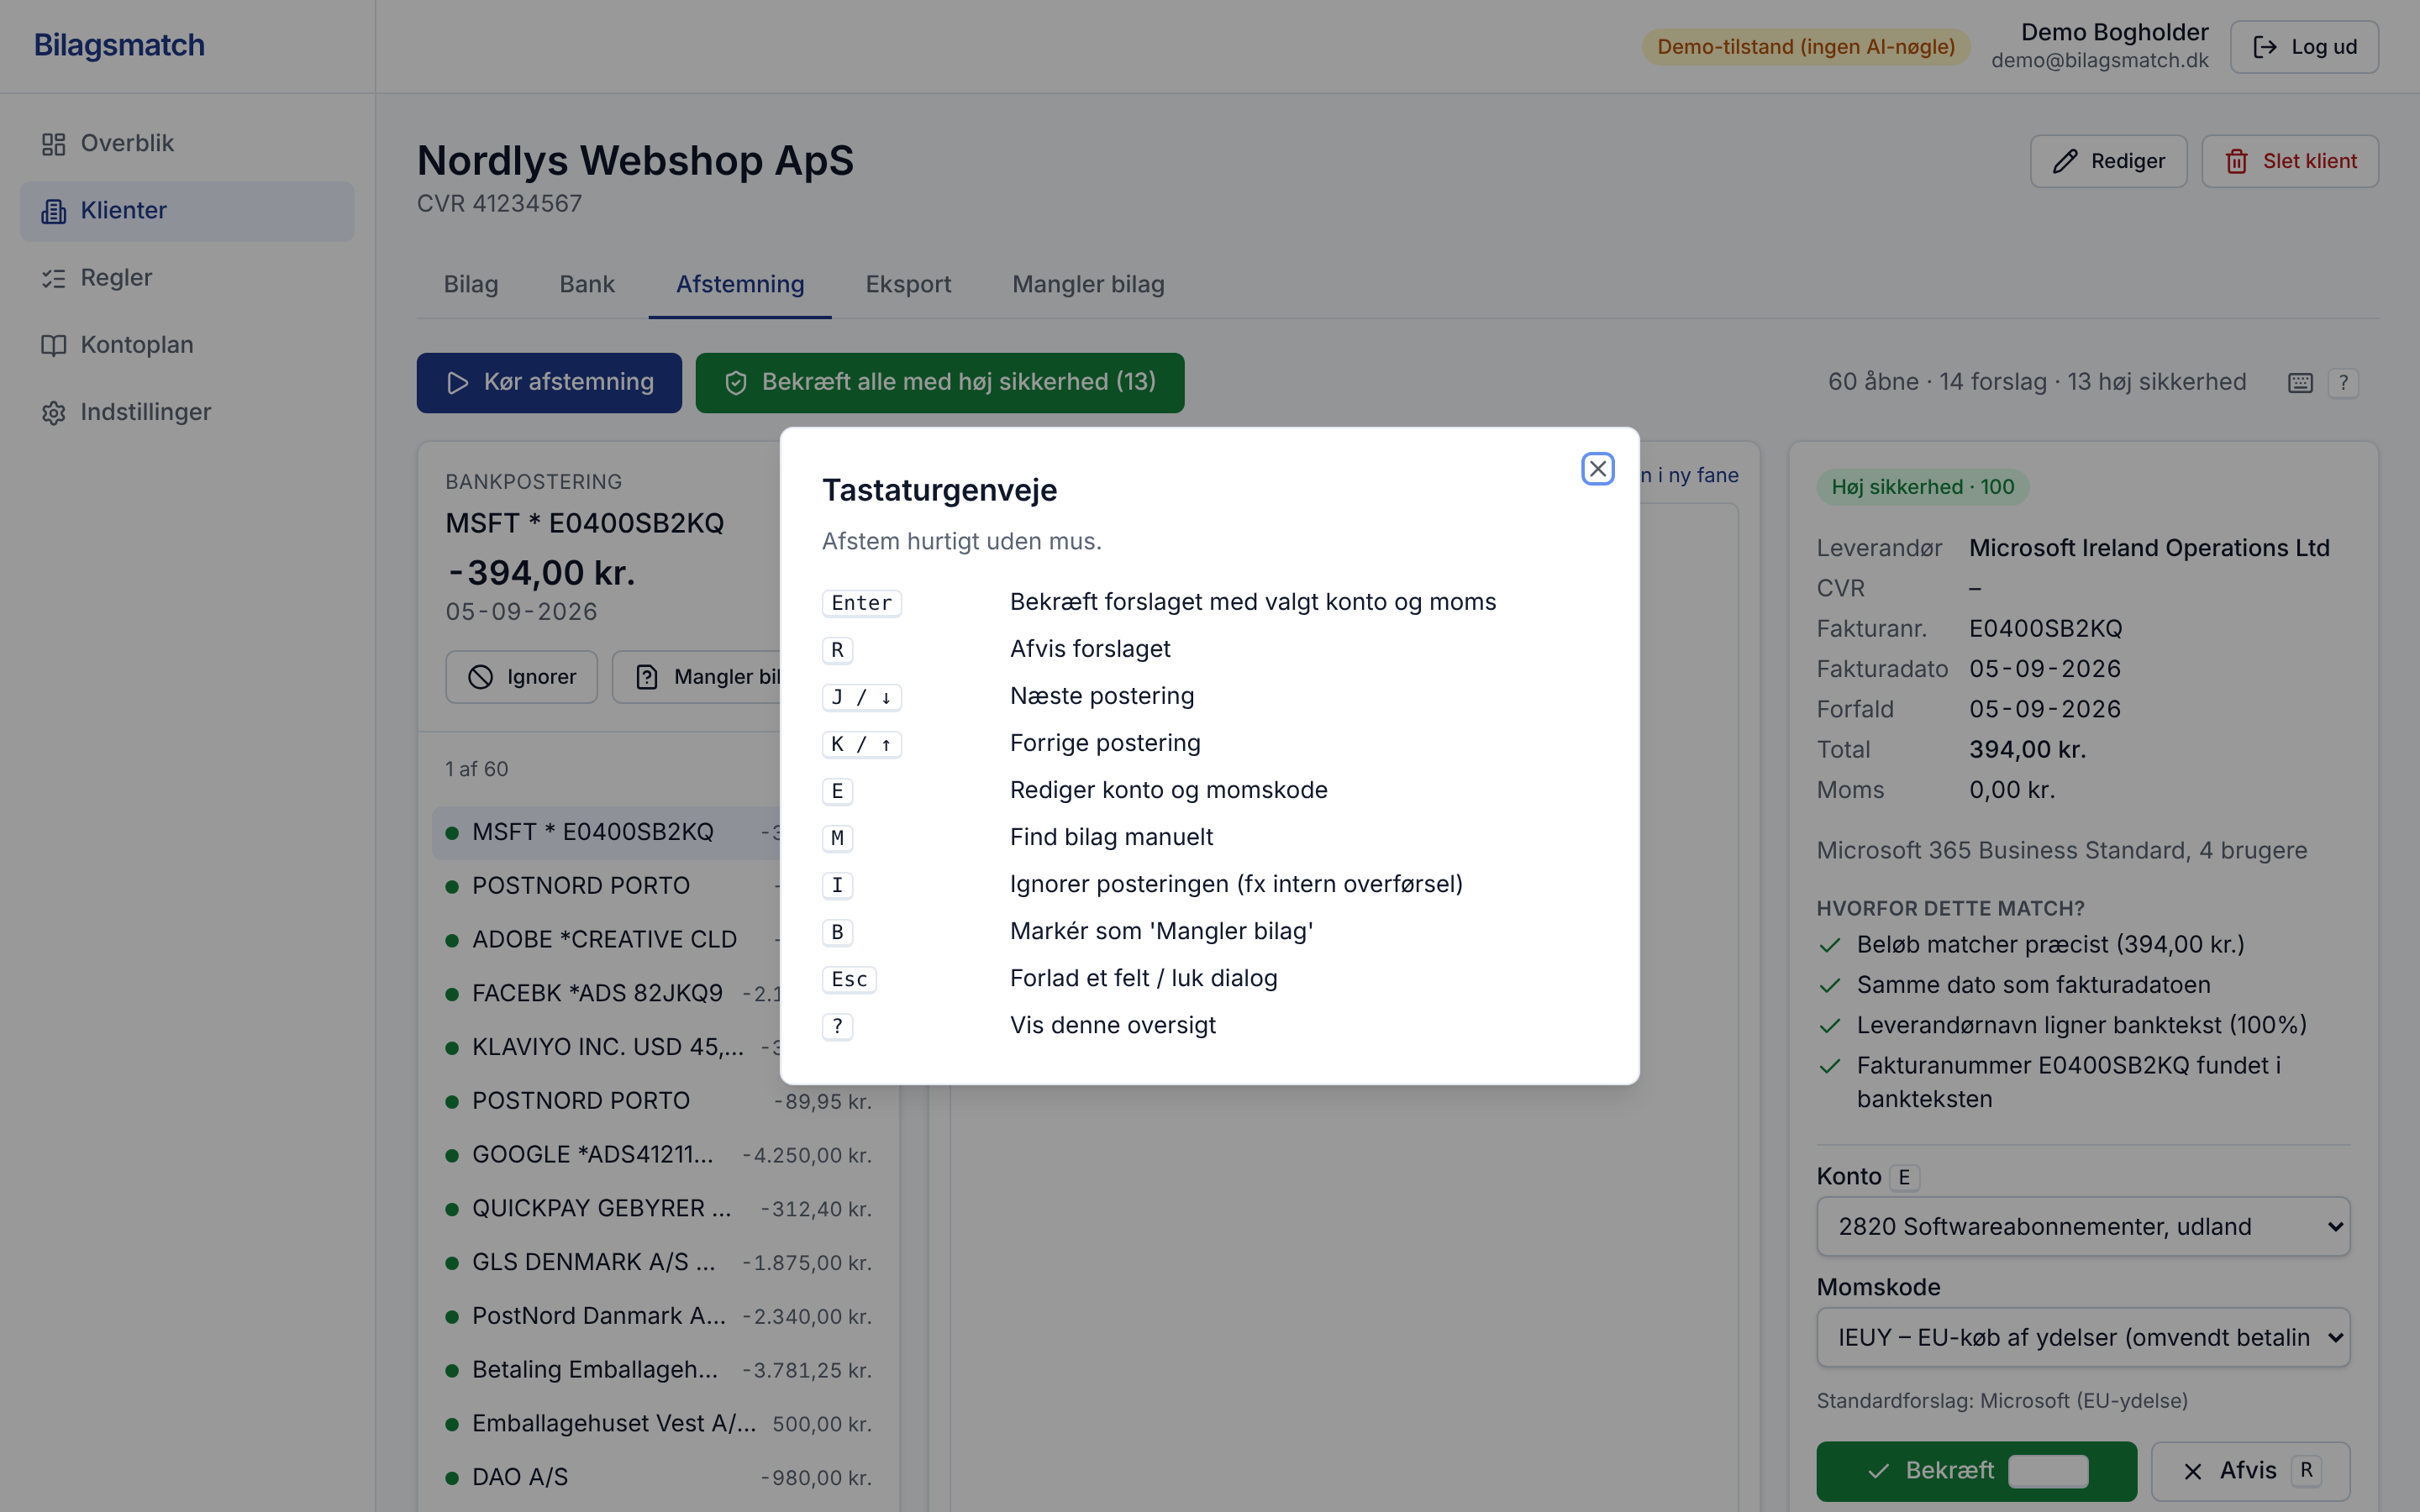 Bilagsmatch
Demo-tilstand (ingen AI-nøgle)
Demo Bogholder
demo@bilagsmatch.dk
Log ud
Overblik
Klienter
Regler
Kontoplan
Indstillinger
Nordlys Webshop ApS
CVR 41234567
Rediger
Slet klient
Bilag
Bank
Afstemning
Eksport
Mangler bilag
Kør afstemning
Bekræft alle med høj sikkerhed (13)
60 åbne · 14 forslag · 13 høj sikkerhed
?
BANKPOSTERING
MSFT * E0400SB2KQ
-394,00 kr.
05-09-2026
Ignorer
Mangler bil
1 af 60
MSFT * E0400SB2KQ
POSTNORD PORTO
ADOBE *CREATIVE CLD
FACEBK *ADS 82JKQ9 -2.1
KLAVIYO INC. USD 45,...
POSTNORD PORTO -89,95 kr.
GOOGLE *ADS41211... -4.250,00 kr.
QUICKPAY GEBYRER ... -312,40 kr.
GLS DENMARK A/S ... -1.875,00 kr.
PostNord Danmark A... -2.340,00 kr.
Betaling Emballageh... -3.781,25 kr.
Emballagehuset Vest A/... 500,00 kr.
DAO A/S -980,00 kr.
n i ny fane
Tastaturgenveje
Afstem hurtigt uden mus.
Enter Bekræft forslaget med valgt konto og moms
R Afvis forslaget
J / ↓ Næste postering
K / ↑ Forrige postering
E Rediger konto og momskode
M Find bilag manuelt
I Ignorer posteringen (fx intern overførsel)
B Markér som 'Mangler bilag'
Esc Forlad et felt / luk dialog
? Vis denne oversigt
Høj sikkerhed · 100
Leverandør Microsoft Ireland Operations Ltd
CVR –
Fakturanr. E0400SB2KQ
Fakturadato 05-09-2026
Forfald 05-09-2026
Total 394,00 kr.
Moms 0,00 kr.
Microsoft 365 Business Standard, 4 brugere
HVORFOR DETTE MATCH?
Beløb matcher præcist (394,00 kr.)
Samme dato som fakturadatoen
Leverandørnavn ligner banktekst (100%)
Fakturanummer E0400SB2KQ fundet i
bankteksten
Konto E
2820 Softwareabonnementer, udland
Momskode
IEUY – EU-køb af ydelser (omvendt betalin
Standardforslag: Microsoft (EU-ydelse)
Bekræft
Afvis R